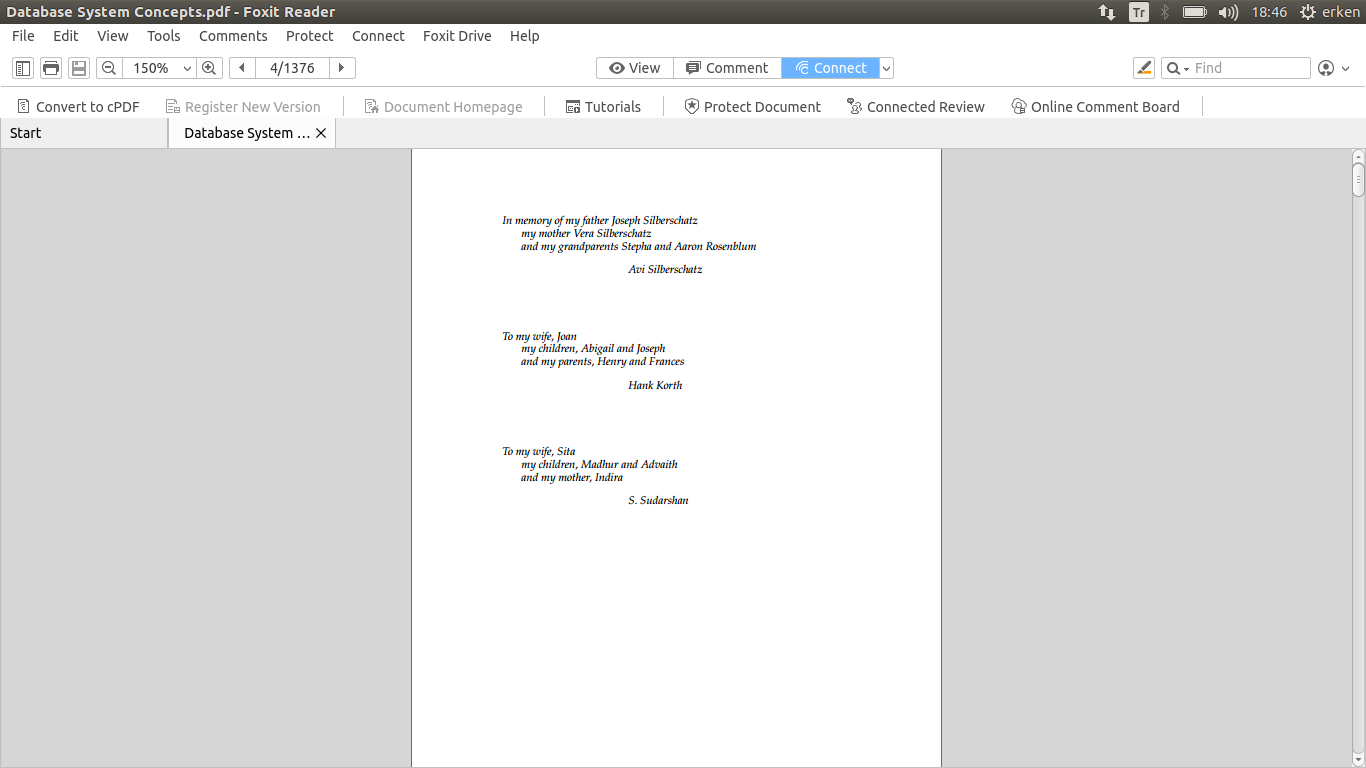 Database System Concepts.pdf - Foxit Reader
Tr
18:46
erken
File Edit View Tools Comments Protect Connect Foxit Drive Help
150% 4/1376 View Comment Connect Find
Convert to cPDF Register New Version Document Homepage Tutorials Protect Document Connected Review Online Comment Board
Start Database System ...
In memory of my father Joseph Silberschatz
my mother Vera Silberschatz
and my grandparents Stepha and Aaron Rosenblum
Avi Silberschatz
To my wife, Joan
my children, Abigail and Joseph
and my parents, Henry and Frances
Hank Korth
To my wife, Sita
my children, Madhur and Advaith
and my mother, Indira
S. Sudarshan